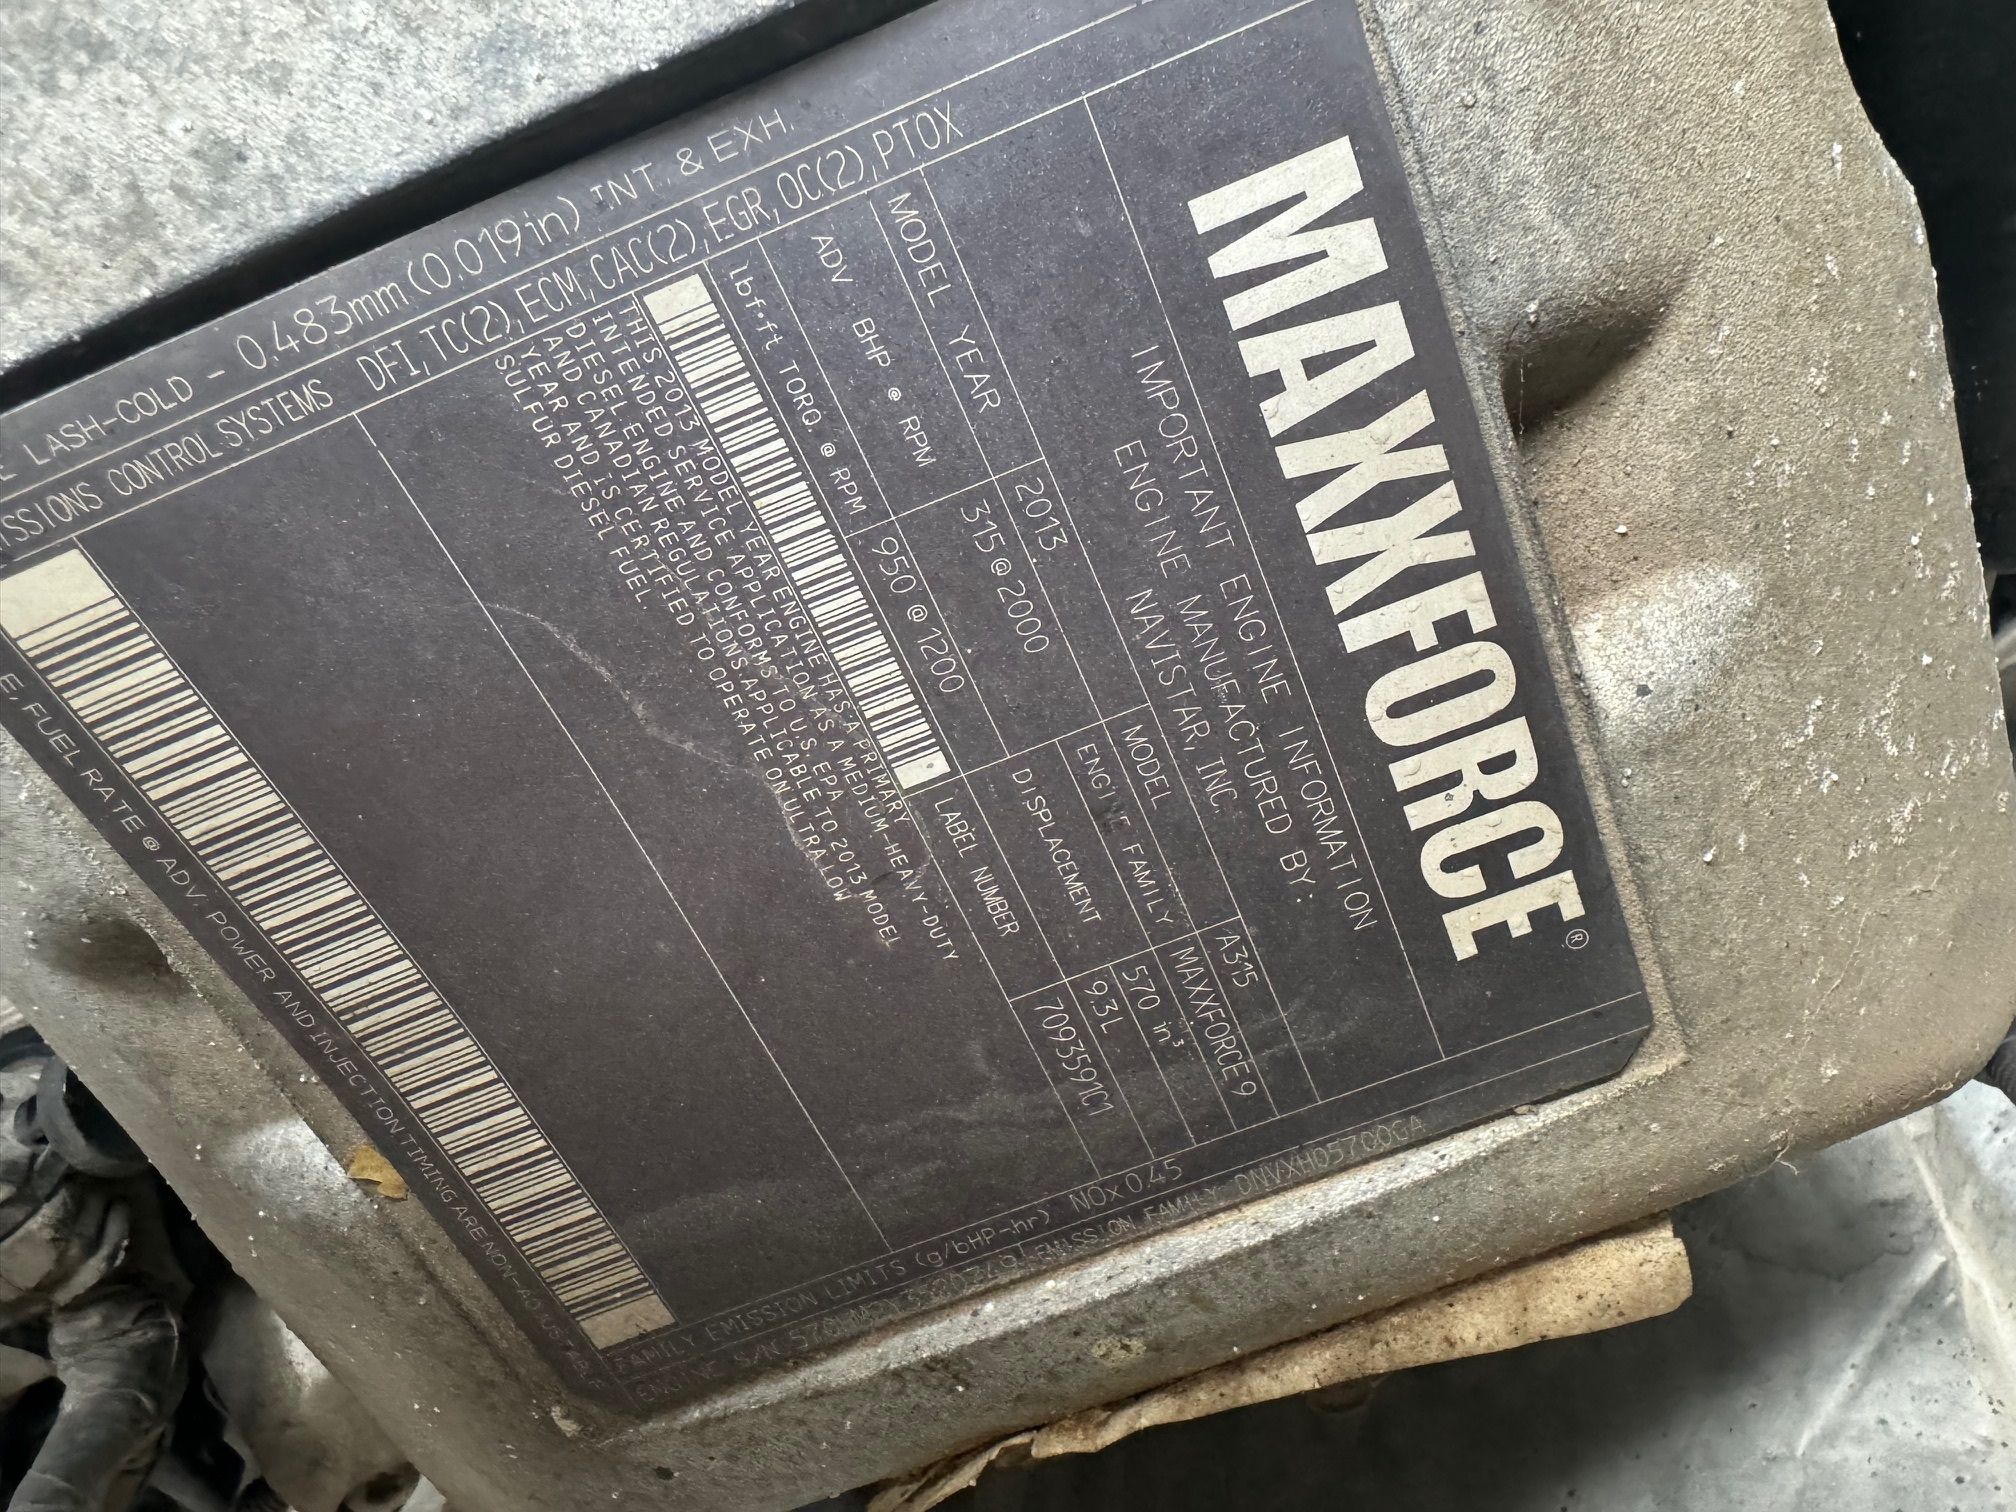 MAXXFORCE®
IMPORTANT ENGINE INFORMATION
ENGINE MANUFACTURED BY:
NAVISTAR, INC.
MODEL YEAR 2013
MODEL A315
ADV BHP @ RPM 315@2000
ENGINE FAMILY MAXXFORCE 9
lbf·ft TORQ @ RPM 950 @ 1200
DISPLACEMENT 570 in³
9.3 L
LABEL NUMBER 7093591C1
THIS 2013 MODEL YEAR ENGINE HAS A PRIMARY
INTENDED SERVICE APPLICATION AS A MEDIUM-HEAVY-DUTY
DIESEL ENGINE AND CONFORMS TO U.S. EPA
AND CANADIAN REGULATIONS APPLICABLE TO 2013 MODEL
YEAR AND IS CERTIFIED TO OPERATE ON ULTRA LOW
SULFUR DIESEL FUEL.
LASH-COLD - 0.483mm (0.019in) INT. & EXH.
CONTROL SYSTEMS DFI, TC(2), ECM, CAC(2), EGR, OC(2), PTOX
FAMILY EMISSION LIMITS (g/bHP-hr) NOx 0.45
ENGINE S/N: EMISSION FAMILY: DNVXH05700GA
FUEL RATE @ ADV. POWER AND INJECTION TIMING ARE NON-ADJUSTABLE